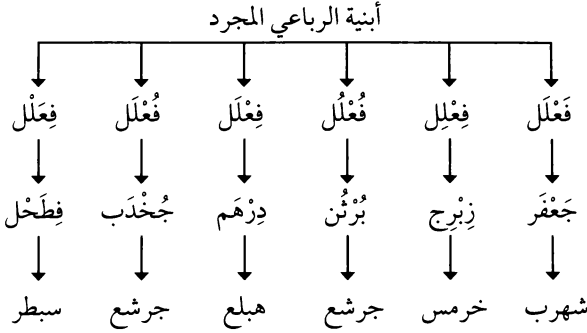 أبنية الرباعي المجرد
فَعْلَل فِعْلِل فُعْلُل فِعْلَل فُعْلَل فِعَلْل
جَعْفَر زِبْرِج بُرْثُن دِرْهَم جُخْدَب فِطَحْل
شهرب خرمس جرشع هبلع جرشع سبطر